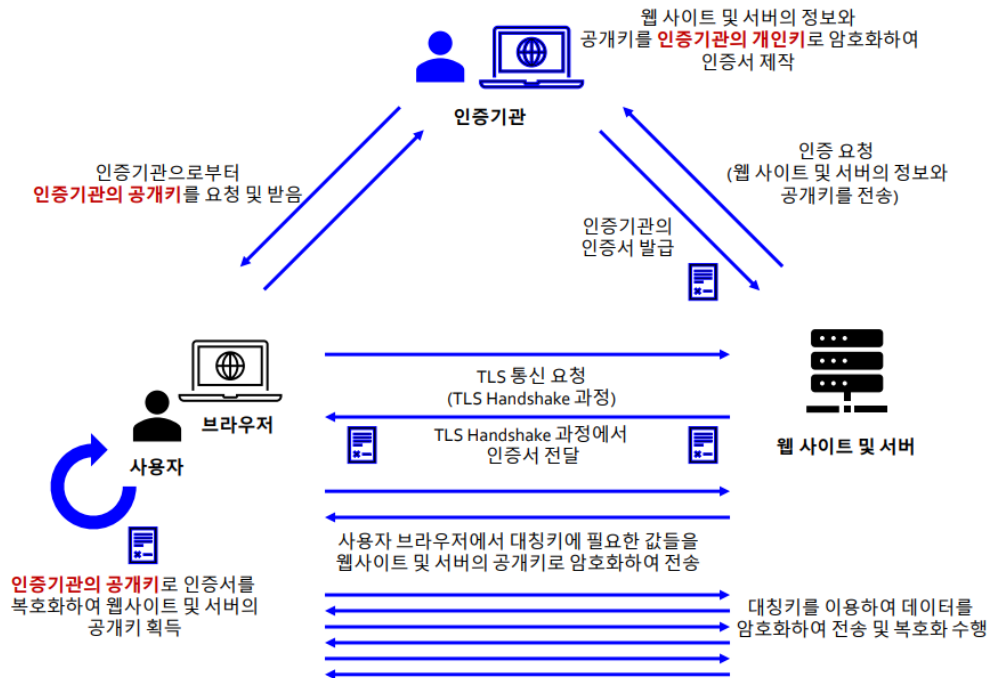 웹 사이트 및 서버의 정보와
공개키를 인증기관의 개인키로 암호화하여
인증서 제작
인증기관
인증기관으로부터
인증기관의 공개키를 요청 및 받음
인증 요청
(웹 사이트 및 서버의 정보와
공개키를 전송)
인증기관의
인증서 발급
TLS 통신 요청
(TLS Handshake 과정)
브라우저
사용자
TLS Handshake 과정에서
인증서 전달
웹 사이트 및 서버
사용자 브라우저에서 대칭키에 필요한 값들을
웹사이트 및 서버의 공개키로 암호화하여 전송
인증기관의 공개키로 인증서를
복호화하여 웹사이트 및 서버의
공개키 획득
대칭키를 이용하여 데이터를
암호화하여 전송 및 복호화 수행